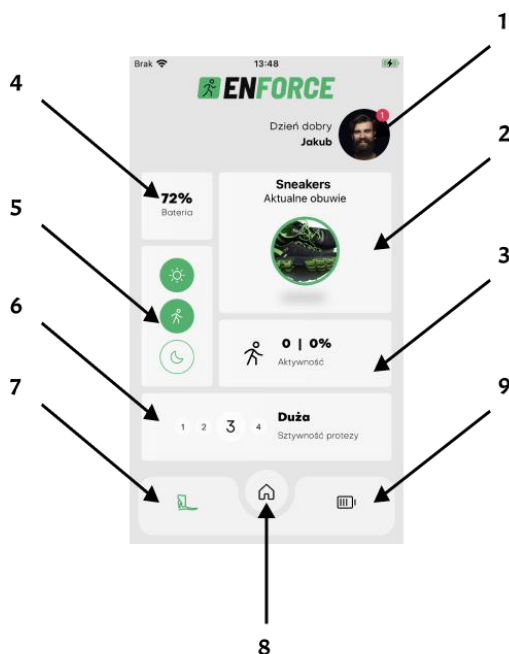 1
Brak 13:48
4
ENFORCE
1
Dzień dobry
Jakub
2
72%
Bateria
Sneakers
Aktualne obuwie
5
3
6
0 | 0%
Aktywność
7
9
1 2 3 4
Duża
Sztywność protezy
8